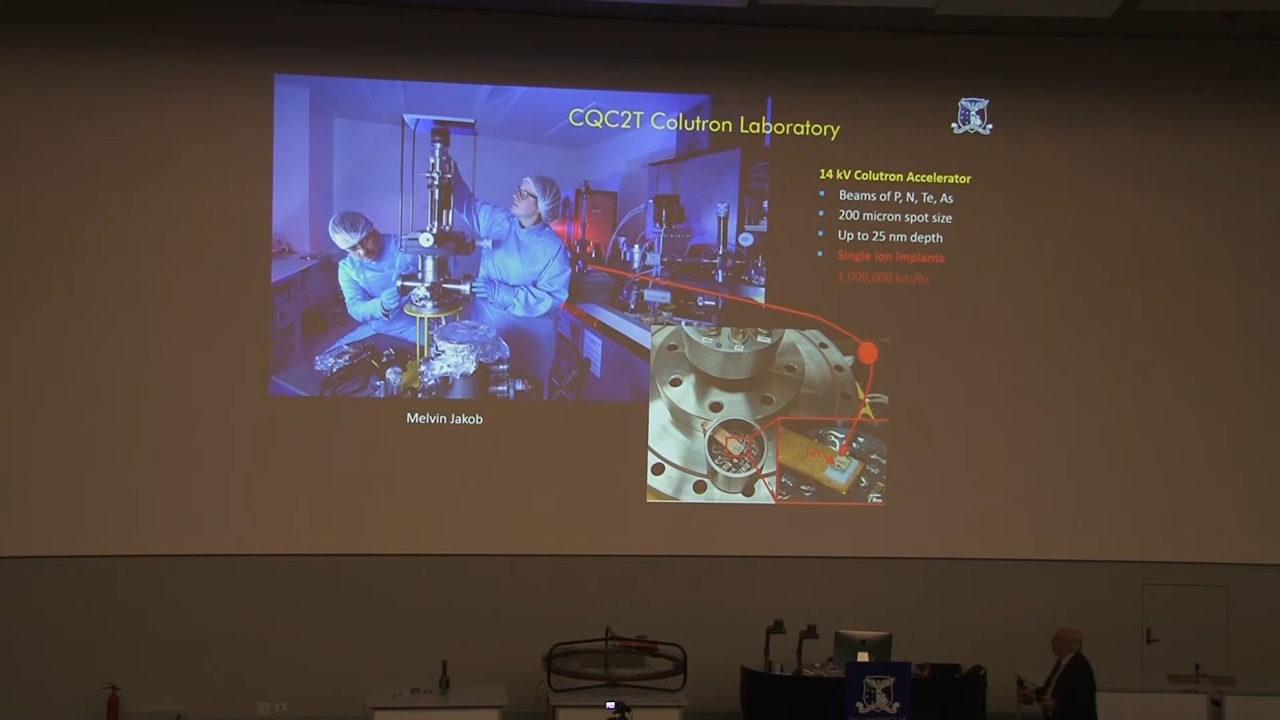 CQC2T Colutron Laboratory
14 kV Colutron Accelerator
Beams of P, N, Te, As
200 micron spot size
Up to 25 nm depth
Single ion implants
1,000,000 km/hr
Melvin Jakob